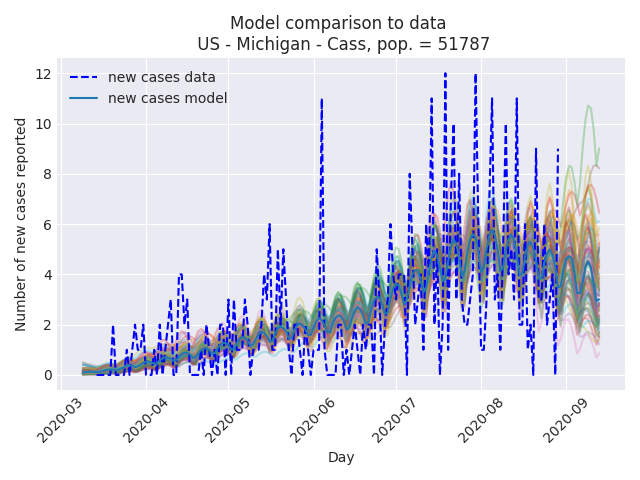 Model comparison to data
US - Michigan - Cass, pop. = 51787
new cases data
new cases model
Number of new cases reported
12
10
8
6
4
2
0
2020-03
2020-04
2020-05
2020-06
2020-07
2020-08
2020-09
Day